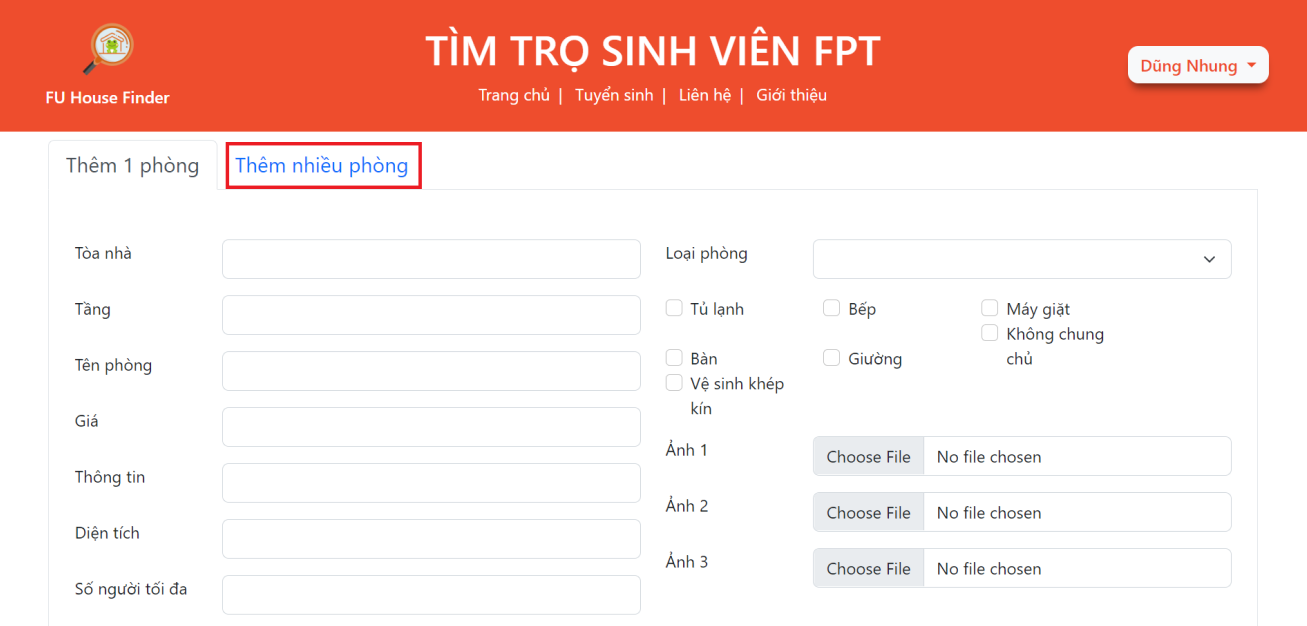 TÌM TRỌ SINH VIÊN FPT
FU House Finder
Trang chủ | Tuyển sinh | Liên hệ | Giới thiệu
Dũng Nhung
Thêm 1 phòng
Thêm nhiều phòng
Tòa nhà
Tầng
Tên phòng
Giá
Thông tin
Diện tích
Số người tối đa
Loại phòng
Tủ lạnh
Bếp
Máy giặt
Bàn
Giường
Không chung
chủ
Vệ sinh khép
kín
Ảnh 1
Choose File No file chosen
Ảnh 2
Choose File No file chosen
Ảnh 3
Choose File No file chosen